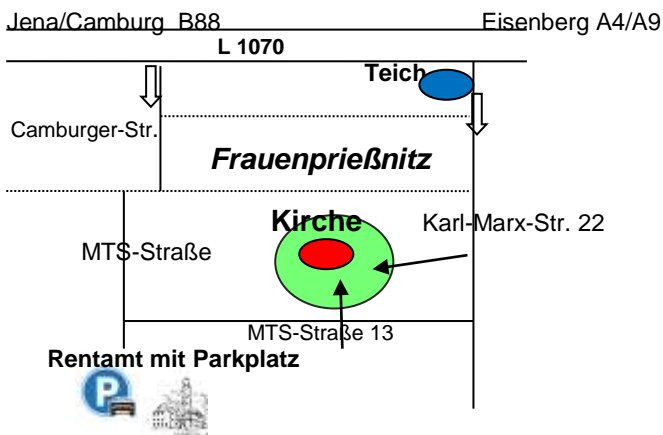 Jena/Camburg B88 Eisenberg A4/A9
L 1070
Teich
Camburger-Str.
Frauenprießnitz
Kirche Karl-Marx-Str. 22
MTS-Straße
MTS-Straße 13
Rentamt mit Parkplatz
P